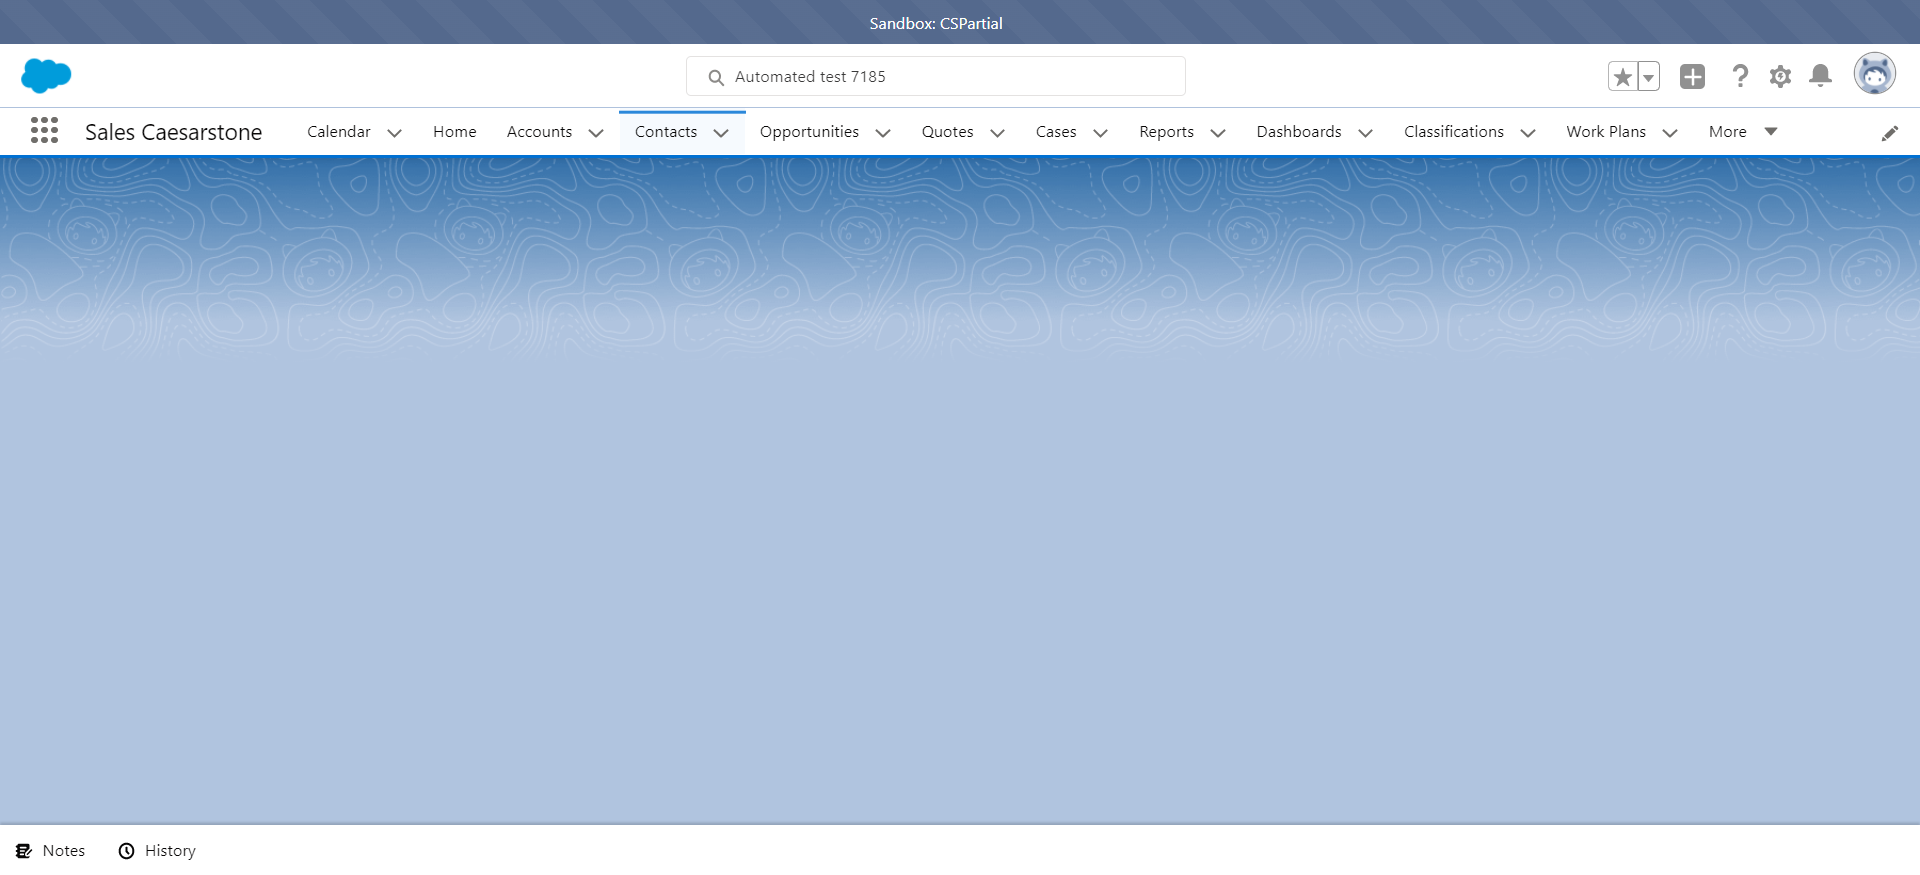 Sandbox: CSPartial
Automated test 7185
Sales Caesarstone Calendar Home Accounts Contacts Opportunities Quotes Cases Reports Dashboards Classifications Work Plans More
Notes History